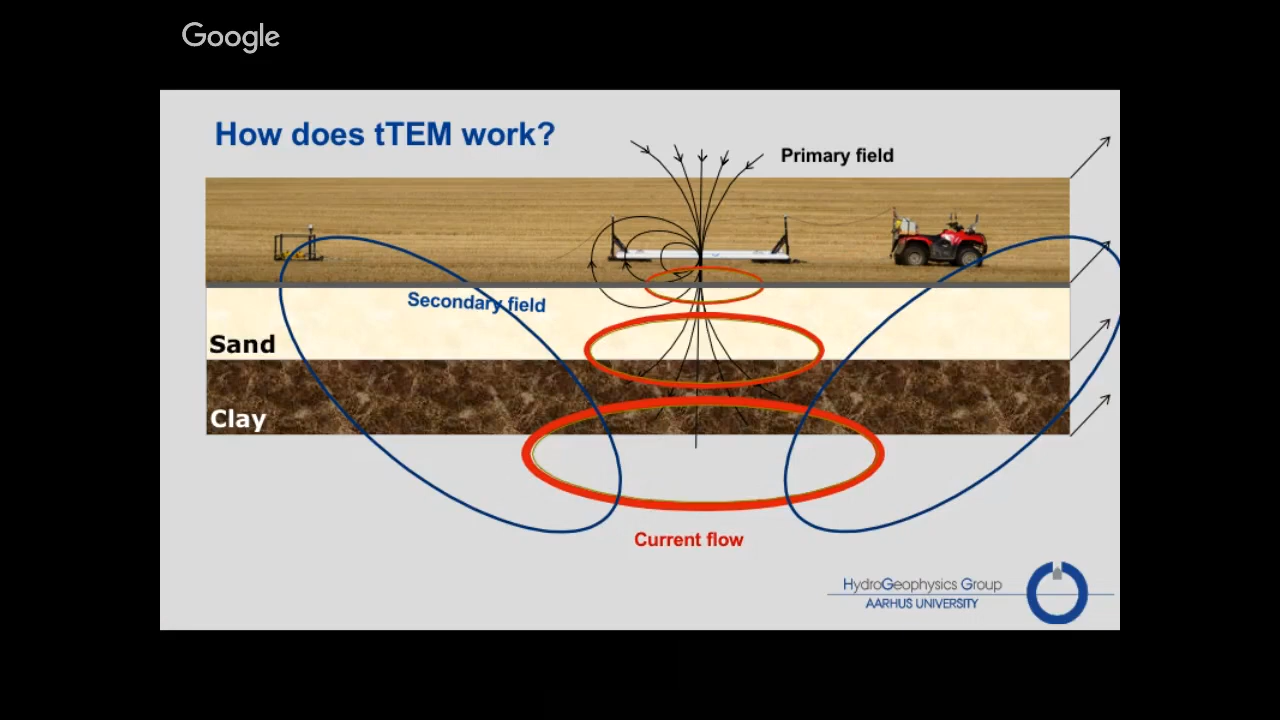 Google
How does tTEM work?
Primary field
Secondary field
Sand
Clay
Current flow
HydroGeophysics Group
AARHUS UNIVERSITY